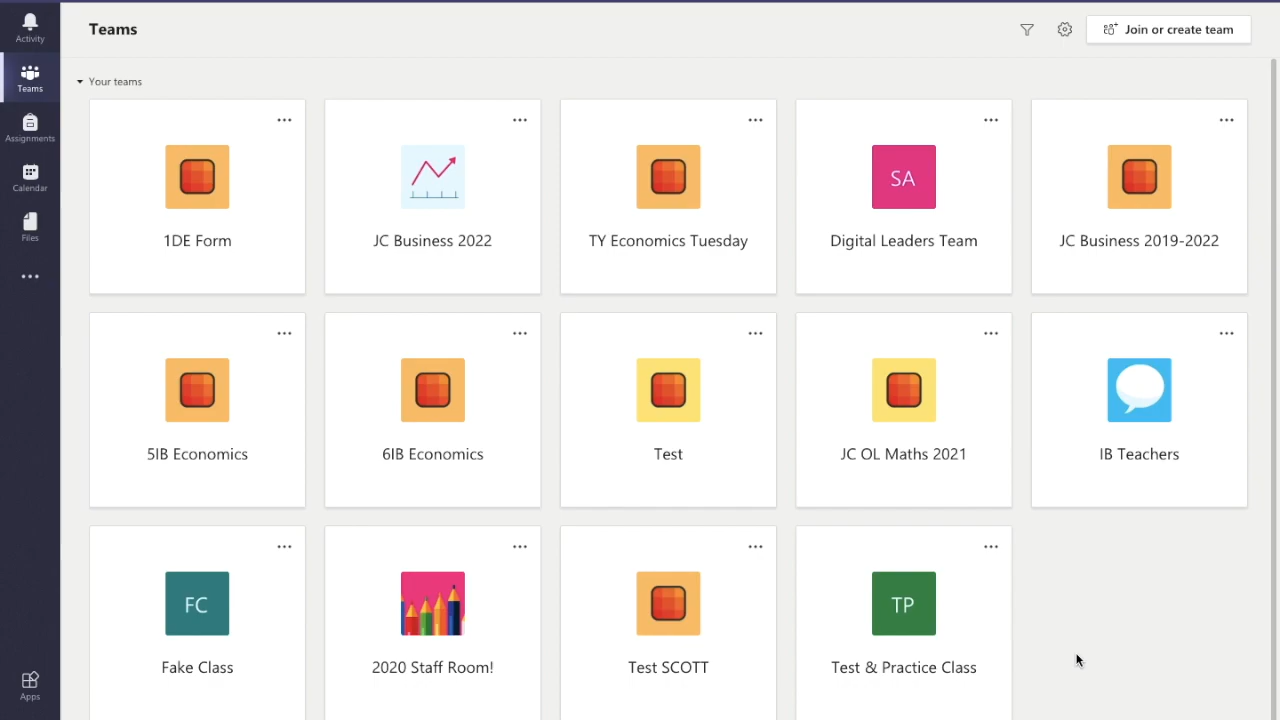 Teams
Join or create team
Activity
Teams
Assignments
Calendar
Files
Apps
Your teams
1DE Form
JC Business 2022
TY Economics Tuesday
SA
Digital Leaders Team
JC Business 2019-2022
5IB Economics
6IB Economics
Test
JC OL Maths 2021
IB Teachers
FC
Fake Class
2020 Staff Room!
Test SCOTT
TP
Test & Practice Class